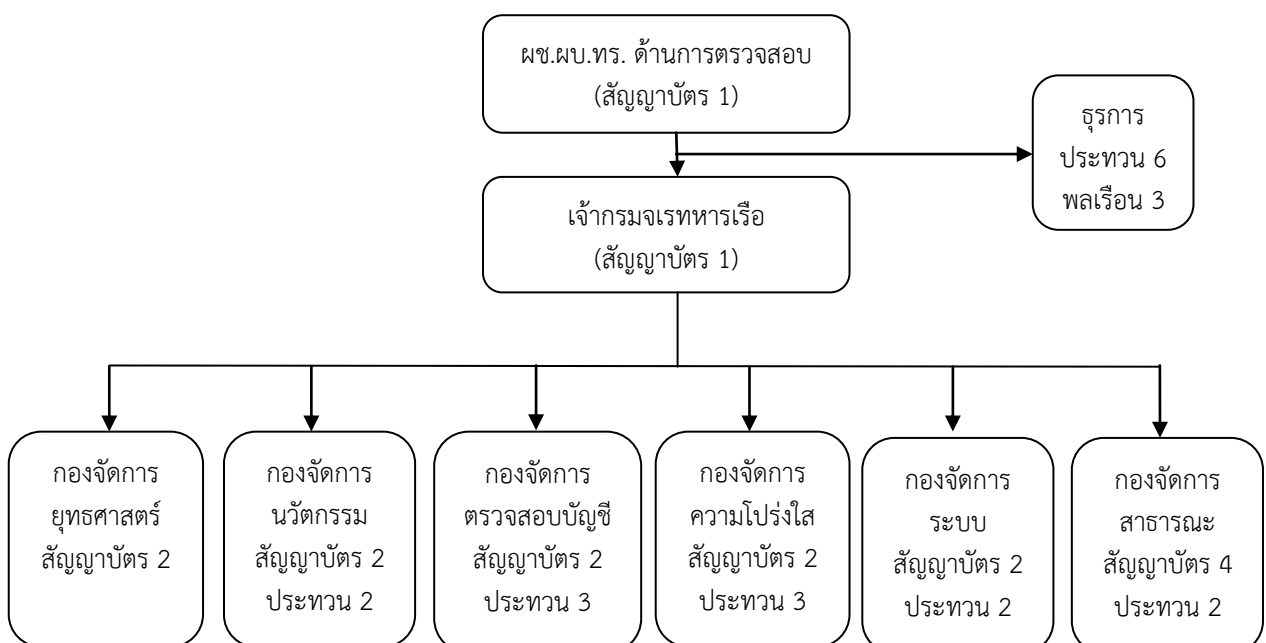 ผช.ผบ.ทร. ด้านการตรวจสอบ
(สัญญาบัตร 1)
ธุรการ
ประทวน 6
พลเรือน 3
เจ้ากรมจเรทหารเรือ
(สัญญาบัตร 1)
กองจัดการ
ยุทธศาสตร์
สัญญาบัตร 2
กองจัดการ
นวัตกรรม
สัญญาบัตร 2
ประทวน 2
กองจัดการ
ตรวจสอบบัญชี
สัญญาบัตร 2
ประทวน 3
กองจัดการ
ความโปร่งใส
สัญญาบัตร 2
ประทวน 3
กองจัดการ
ระบบ
สัญญาบัตร 2
ประทวน 2
กองจัดการ
สาธารณะ
สัญญาบัตร 4
ประทวน 2